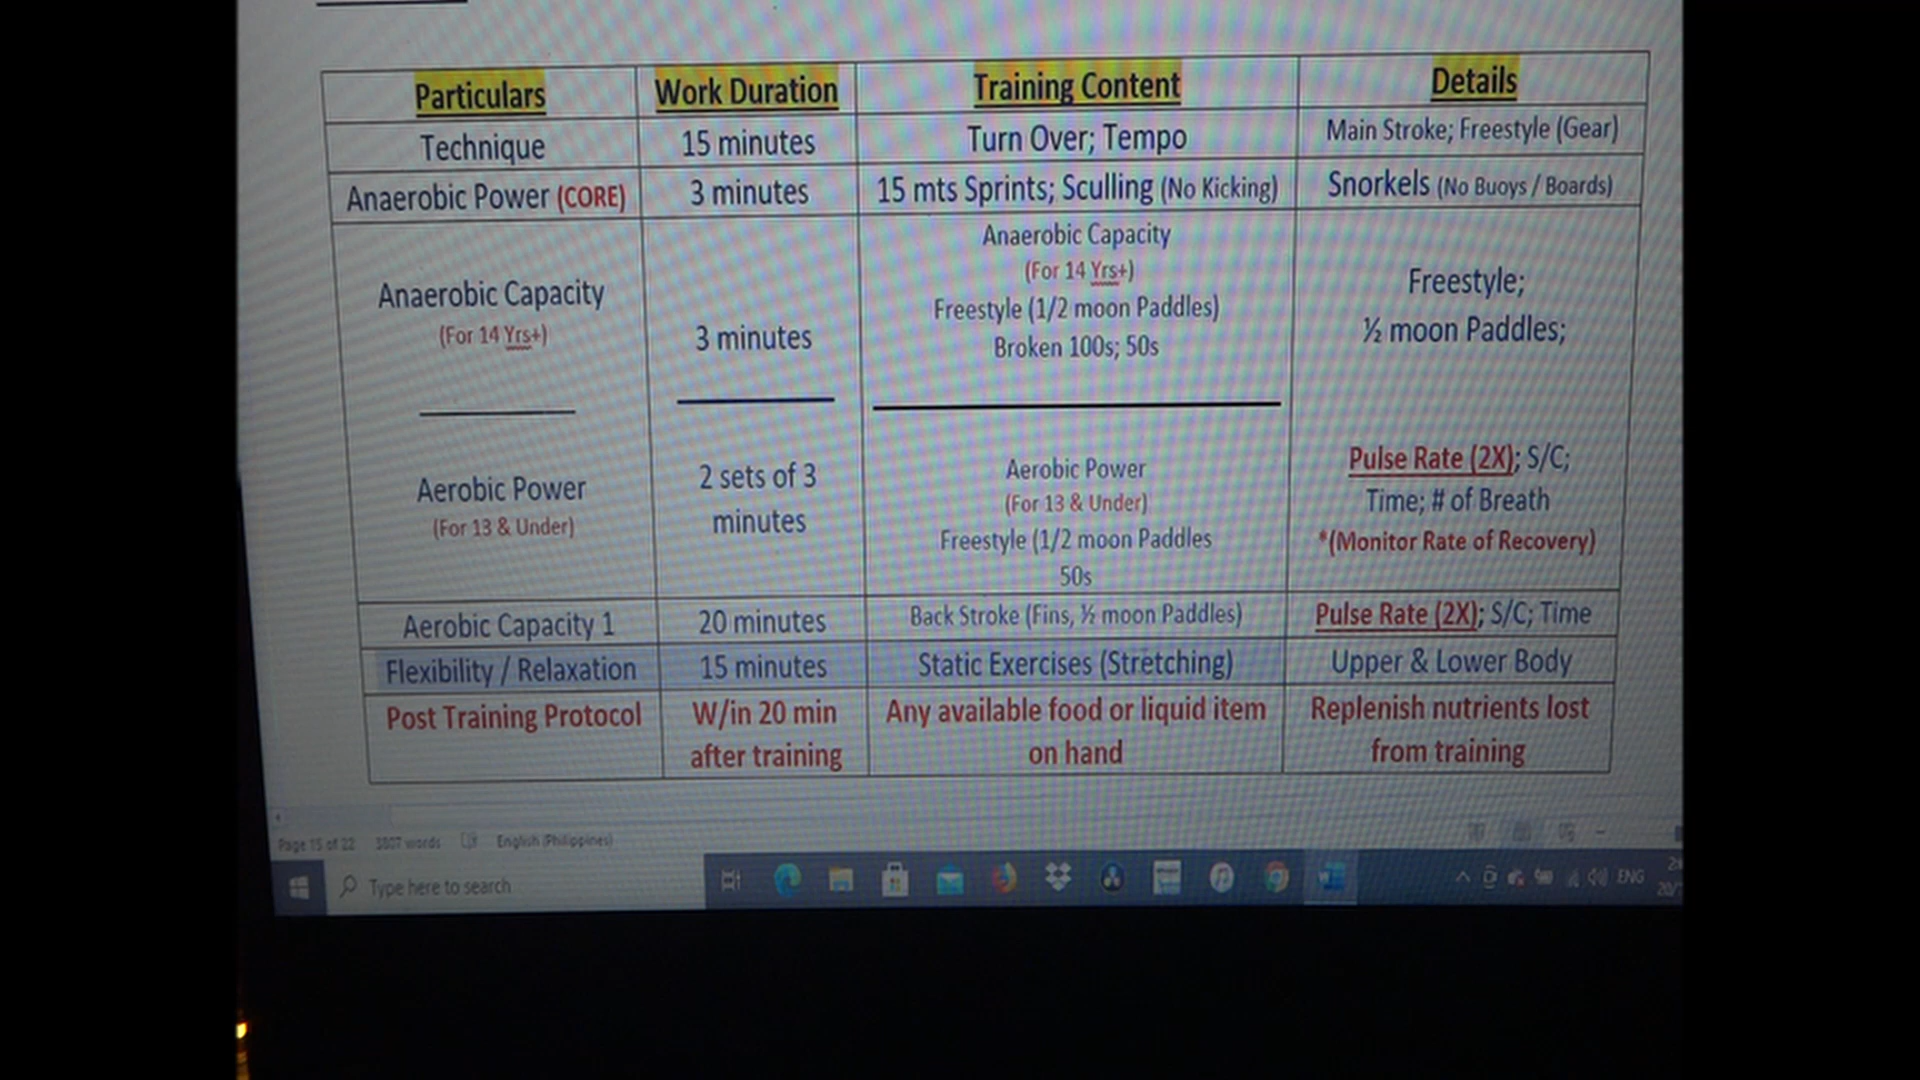 Particulars Work Duration Training Content Details
Technique 15 minutes Turn Over; Tempo Main Stroke; Freestyle (Gear)
Anaerobic Power (CORE) 3 minutes 15 mts Sprints; Sculling (No Kicking) Snorkels (No Buoys / Boards)
Anaerobic Capacity
(For 14 Yrs+)
3 minutes
Anaerobic Capacity
(For 14 Yrs+)
Freestyle (1/2 moon Paddles)
Broken 100s; 50s
Freestyle;
½ moon Paddles;
Aerobic Power
(For 13 & Under)
2 sets of 3
minutes
Aerobic Power
(For 13 & Under)
Freestyle (1/2 moon Paddles
50s
Pulse Rate (2X); S/C;
Time; # of Breath
*(Monitor Rate of Recovery)
Aerobic Capacity 1 20 minutes Back Stroke (Fins, ½ moon Paddles) Pulse Rate (2X); S/C; Time
Flexibility / Relaxation 15 minutes Static Exercises (Stretching) Upper & Lower Body
Post Training Protocol
W/in 20 min
after training
Any available food or liquid item
on hand
Replenish nutrients lost
from training
Page 15 of 22 words English (Philippines)
Type here to search ENG